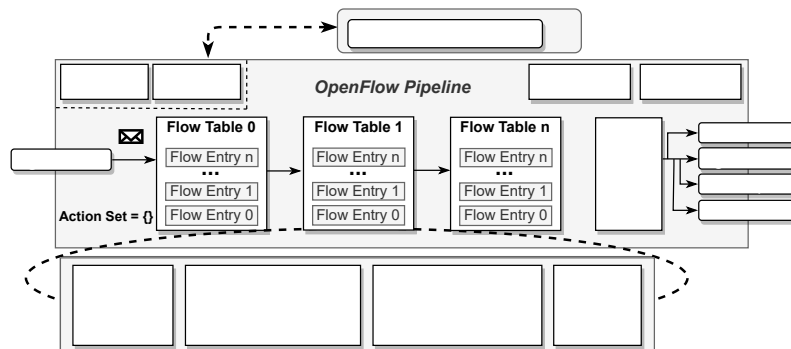 OpenFlow Pipeline
Flow Table 0
Flow Entry n
...
Flow Entry 1
Flow Entry 0
Flow Table 1
Flow Entry n
...
Flow Entry 1
Flow Entry 0
Flow Table n
Flow Entry n
...
Flow Entry 1
Flow Entry 0
Action Set = {}